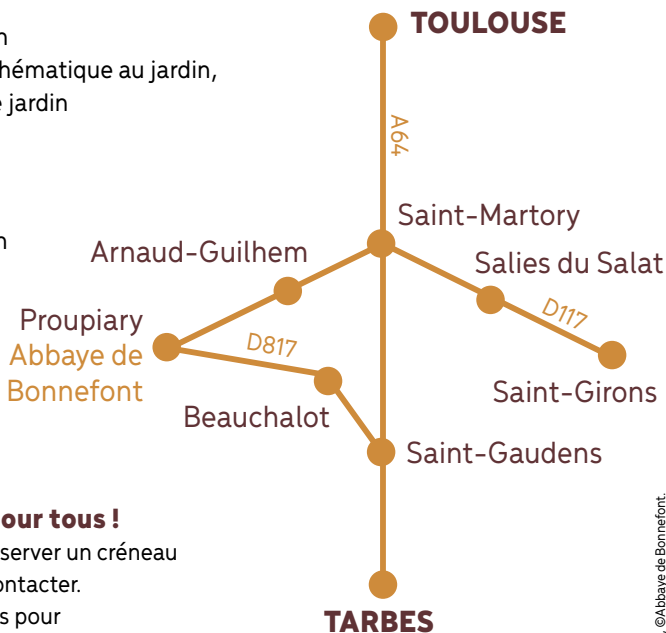 n
hématique au jardin,
e jardin
n
our tous !
server un créneau
ontacter.
s pour
TOULOUSE
A64
Saint-Martory
Arnaud-Guilhem
Salies du Salat
D117
Proupiary
Abbaye de
Bonnefont
D817
Saint-Girons
Beauchalot
Saint-Gaudens
TARBES
©Abbaye de Bonnefont.